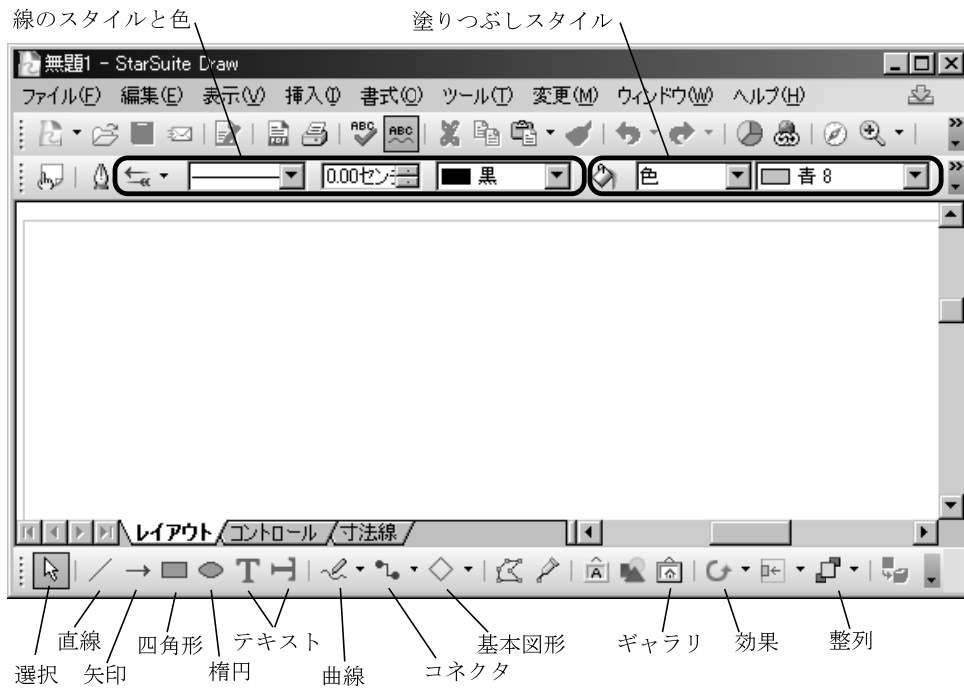 線のスタイルと色
塗りつぶしスタイル
無題1 - StarSuite Draw
ファイル(F) 編集(E) 表示(V) 挿入(I) 書式(O) ツール(T) 変更(M) ウィンドウ(W) ヘルプ(H)
ABC ABC
0.00センチ 黒 色 青 8
レイアウト コントロール 寸法線
直線 四角形 テキスト 基本図形 ギャラリ 効果 整列
選択 矢印 楕円 曲線 コネクタ